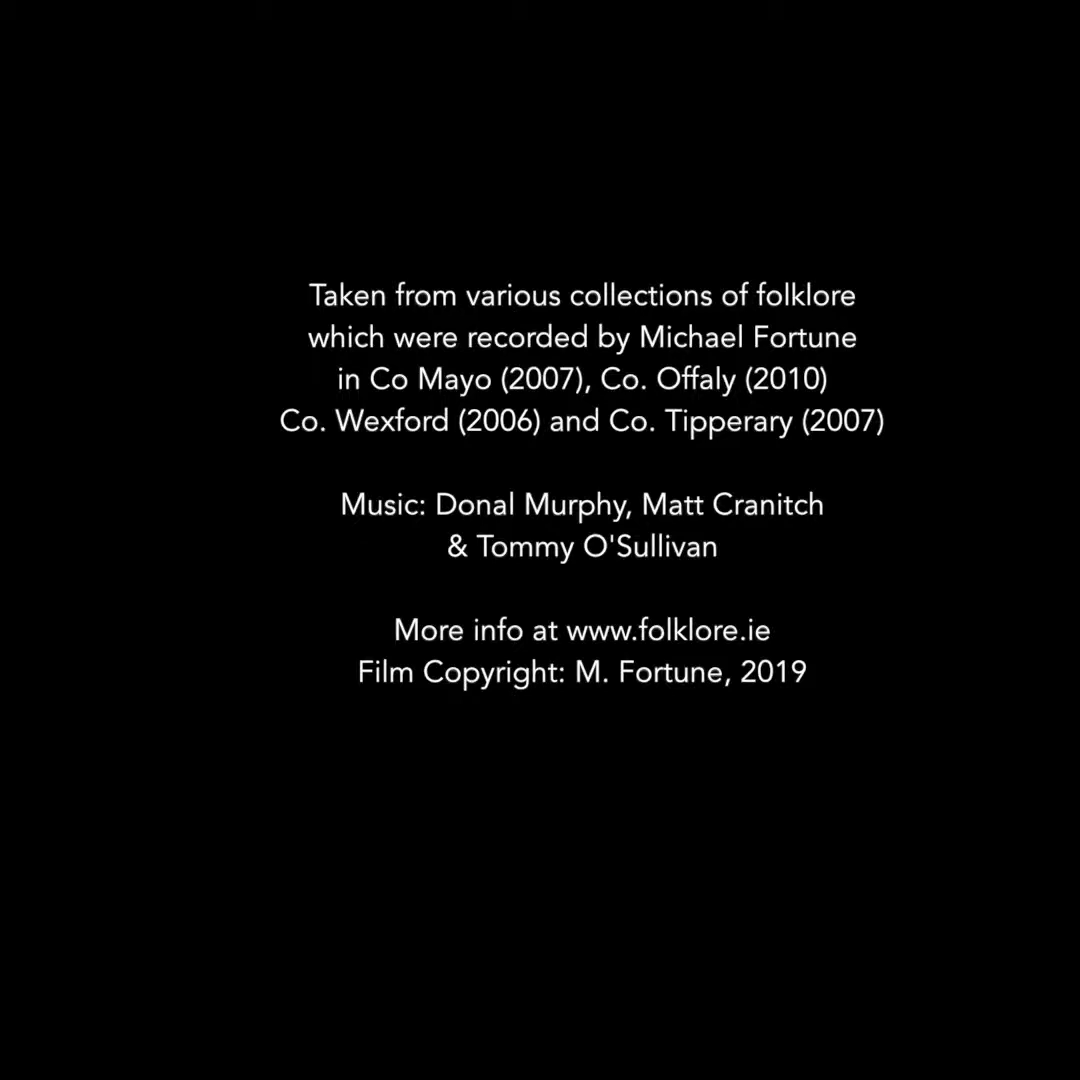 Taken from various collections of folklore
which were recorded by Michael Fortune
in Co Mayo (2007), Co. Offaly (2010)
Co. Wexford (2006) and Co. Tipperary (2007)
Music: Donal Murphy, Matt Cranitch
& Tommy O'Sullivan
More info at www.folklore.ie
Film Copyright: M. Fortune, 2019